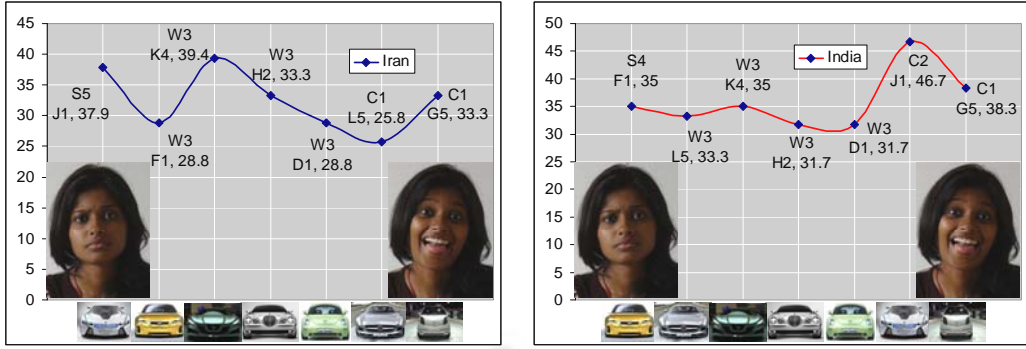 45
40
35
30
25
20
15
10
5
0
Iran
S5
J1, 37.9
W3
F1, 28.8
W3
K4, 39.4
W3
H2, 33.3
W3
D1, 28.8
C1
L5, 25.8
C1
G5, 33.3
50
45
40
35
30
25
20
15
10
5
0
India
S4
F1, 35
W3
L5, 33.3
W3
K4, 35
W3
H2, 31.7
W3
D1, 31.7
C2
J1, 46.7
C1
G5, 38.3